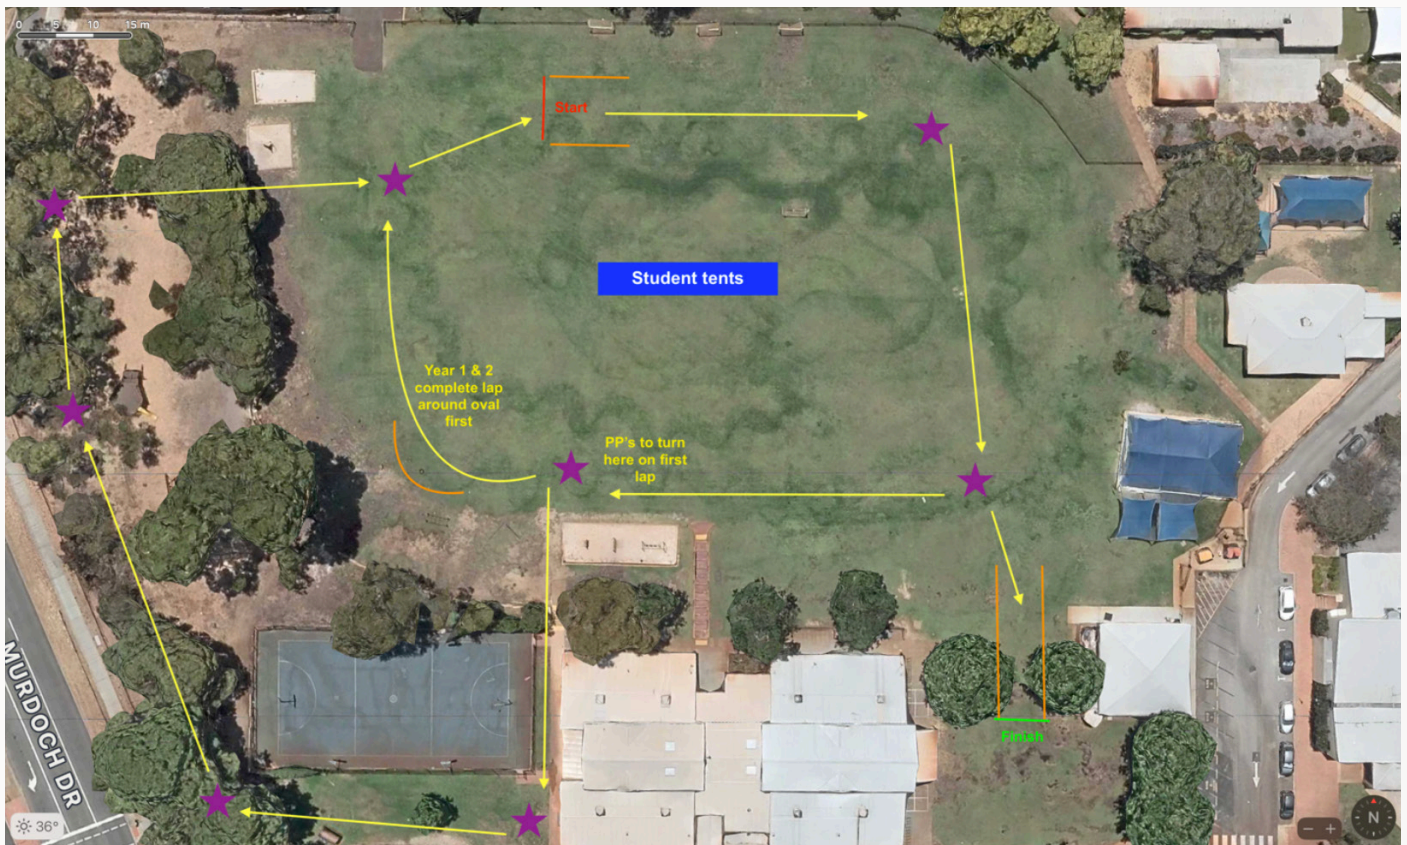 0 5 10 15 m
Start
Student tents
Year 1 & 2
complete lap
around oval
first
PP's to turn
here on first
lap
Finish
MURDOCH DR
36°
N